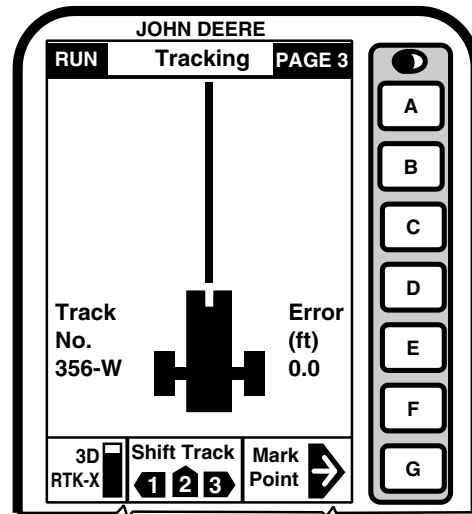 JOHN DEERE
RUN Tracking PAGE 3
A
B
C
D
E
F
G
Track
No.
356-W
Error
(ft)
0.0
3D
RTK-X
Shift Track
1 2 3
Mark
Point